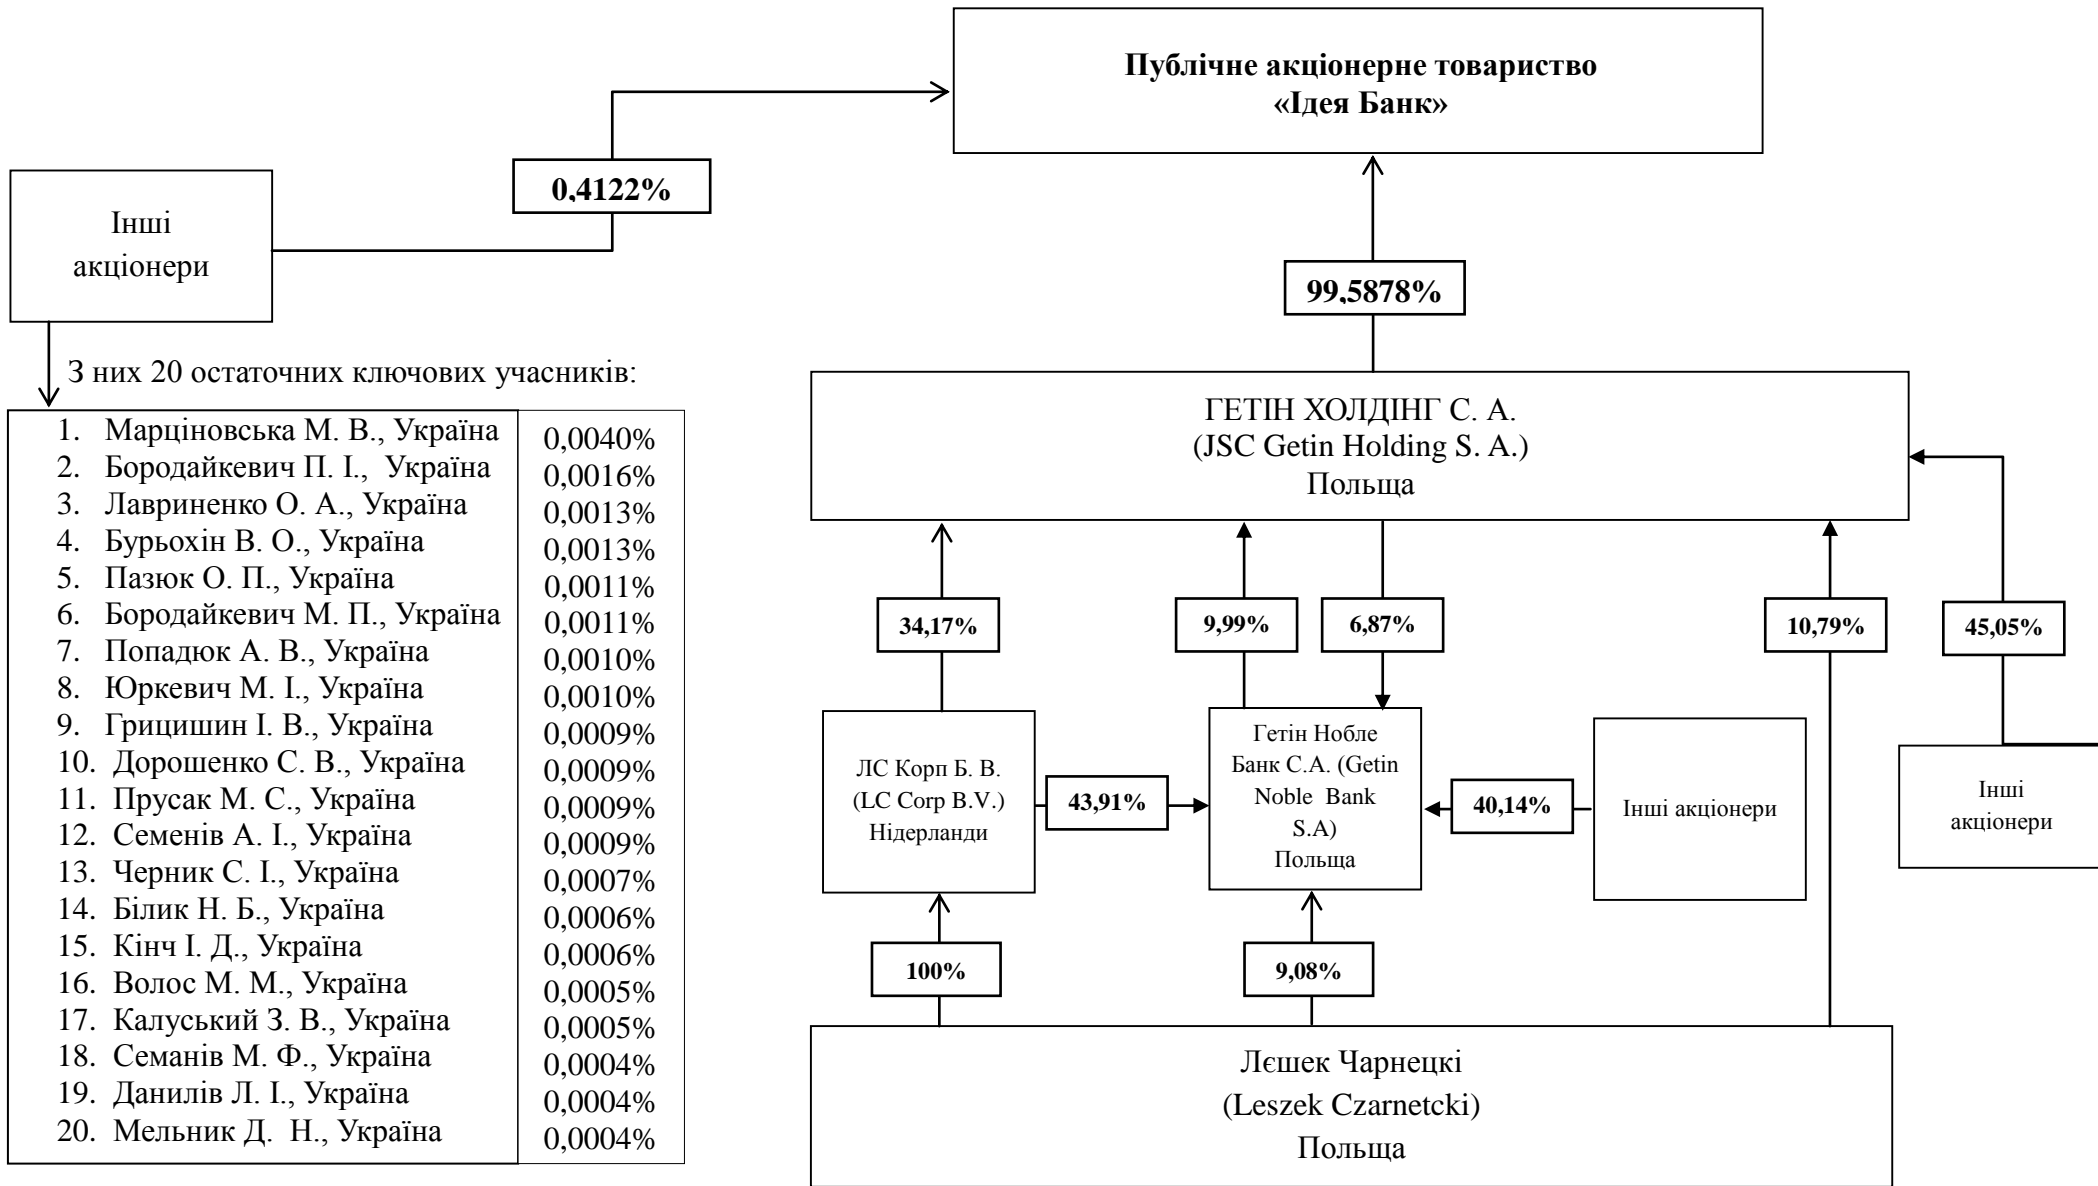 Публічне акціонерне товариство
«Ідея Банк»
0,4122%
Інші
акціонери
99,5878%
З них 20 остаточних ключових учасників:
1. Марціновська М. В., Україна 0,0040%
2. Бородайкевич П. І., Україна 0,0016%
3. Лавриненко О. А., Україна 0,0013%
4. Бурьохін В. О., Україна 0,0013%
5. Пазюк О. П., Україна 0,0011%
6. Бородайкевич М. П., Україна 0,0011%
7. Попадюк А. В., Україна 0,0010%
8. Юркевич М. І., Україна 0,0010%
9. Грицишин І. В., Україна 0,0009%
10. Дорошенко С. В., Україна 0,0009%
11. Прусак М. С., Україна 0,0009%
12. Семенів А. І., Україна 0,0009%
13. Черник С. І., Україна 0,0007%
14. Білик Н. Б., Україна 0,0006%
15. Кінч І. Д., Україна 0,0006%
16. Волос М. М., Україна 0,0005%
17. Калуський З. В., Україна 0,0005%
18. Семанів М. Ф., Україна 0,0004%
19. Данилів Л. І., Україна 0,0004%
20. Мельник Д. Н., Україна 0,0004%
ГЕТІН ХОЛДІНГ С. А.
(JSC Getin Holding S. A.)
Польща
34,17%
9,99%
6,87%
10,79%
45,05%
ЛС Корп Б. В.
(LC Corp B.V.)
Нідерланди
43,91%
Гетін Нобле
Банк С.А. (Getin
Noble Bank
S.A)
Польща
40,14%
Інші акціонери
Інші
акціонери
100%
9,08%
Лєшек Чарнецкі
(Leszek Czarnetcki)
Польща